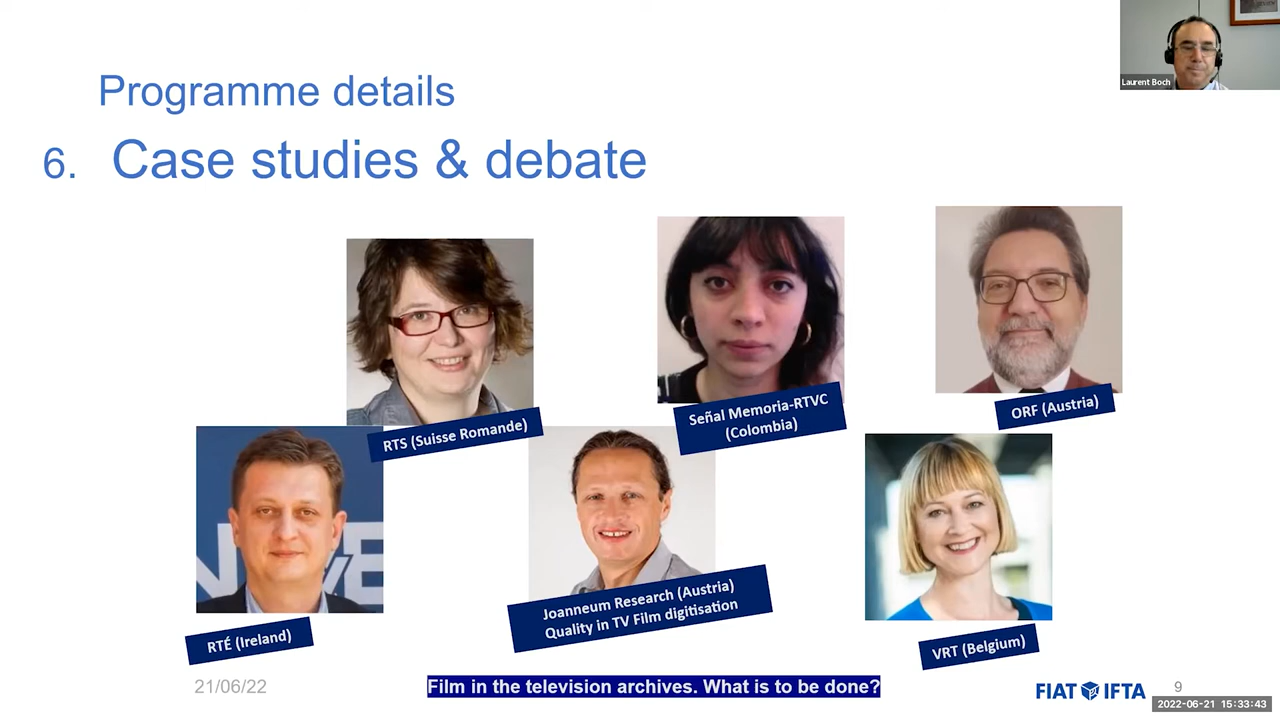 Laurent Boch
Programme details
6. Case studies & debate
RTS (Suisse Romande)
Señal Memoria-RTVC
(Colombia)
ORF (Austria)
RTÉ (Ireland)
Joanneum Research (Austria)
Quality in TV Film digitisation
VRT (Belgium)
21/06/22
Film in the television archives. What is to be done?
FIAT IFTA
9
2022-06-21 15:33:43